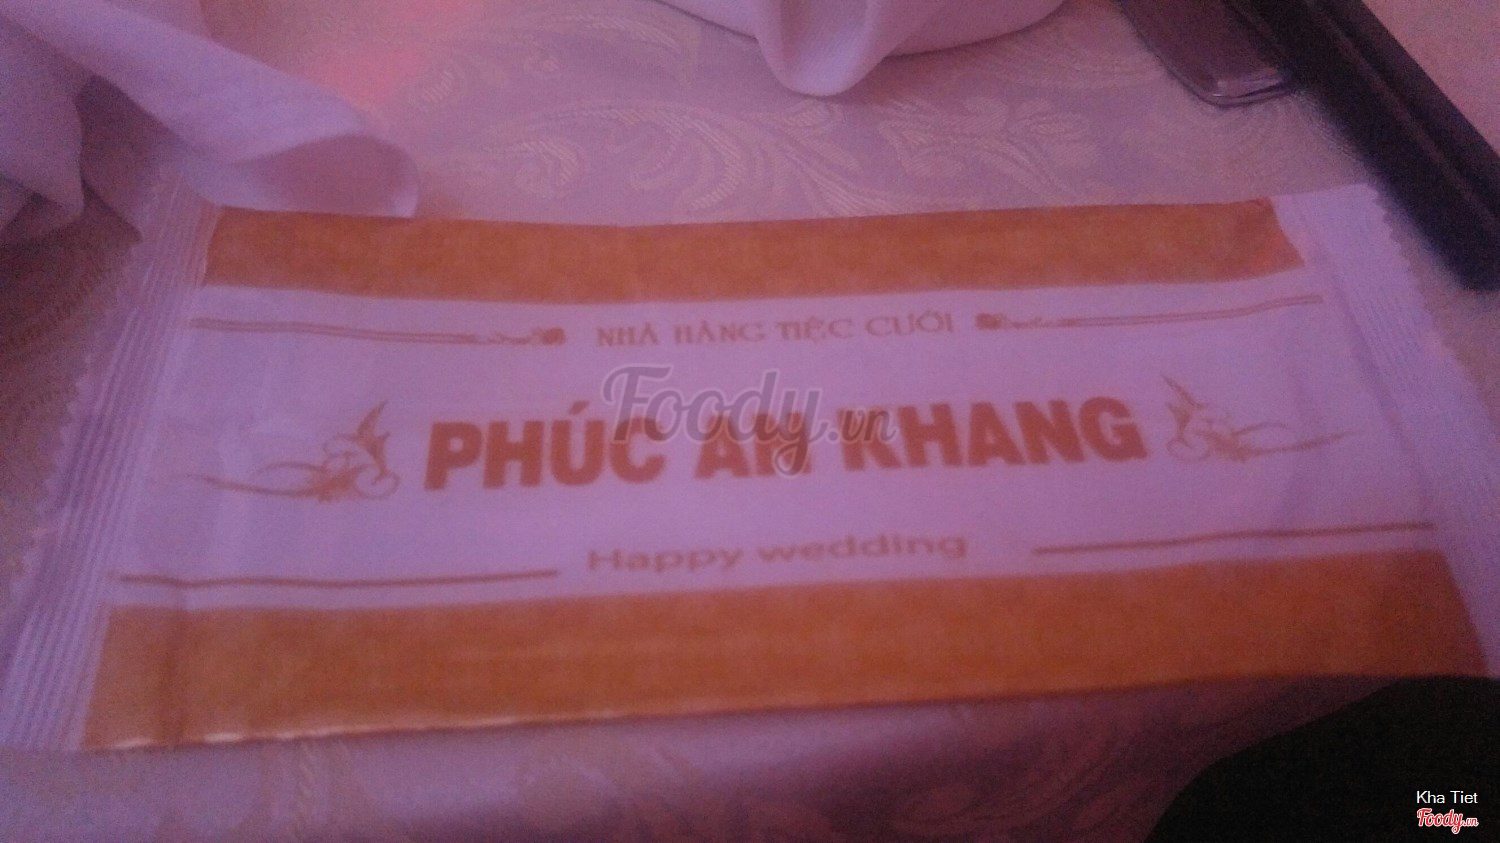 NHÀ HÀNG TIỆC CƯỚI
PHÚC AN KHANG
Foody.vn
Happy wedding
Kha Tiet
Foody.vn